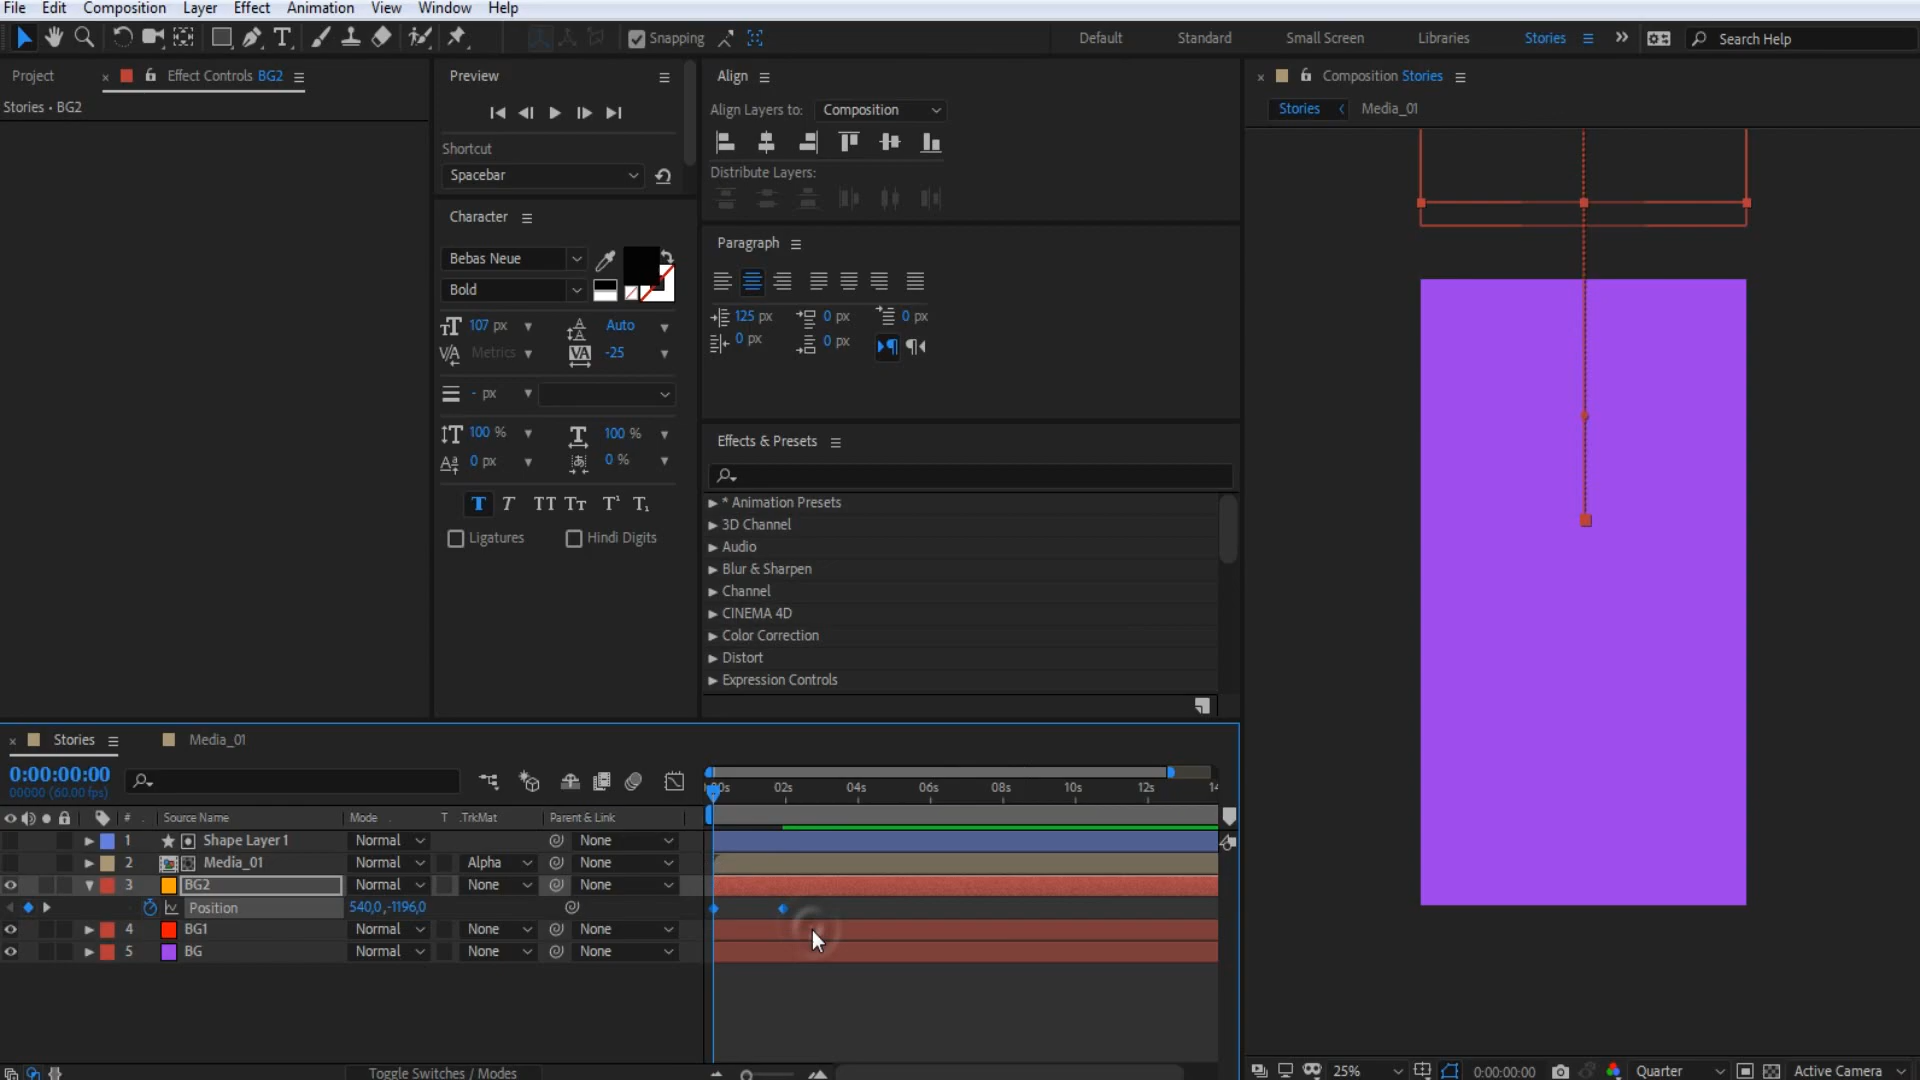 File Edit Composition Layer Effect Animation View Window Help
Snapping Default Standard Small Screen Libraries Stories Search Help
Project Effect Controls BG2
Stories • BG2
Preview
Shortcut
Spacebar
Character
Bebas Neue
Bold
107 px Auto
Metrics -25
- px
100 % 100 %
0 px 0 %
Ligatures Hindi Digits
Align
Align Layers to: Composition
Distribute Layers:
Paragraph
125 px 0 px 0 px
0 px 0 px
Effects & Presets
* Animation Presets
3D Channel
Audio
Blur & Sharpen
Channel
CINEMA 4D
Color Correction
Distort
Expression Controls
Composition Stories
Stories Media_01
Stories Media_01
0:00:00:00
00000 (60.00 fps)
02s 04s 06s 08s 10s 12s
# Source Name Mode T .TrkMat Parent & Link
1 Shape Layer 1 Normal None
2 Media_01 Normal Alpha None
3 BG2 Normal None None
Position 540,0,-1196,0
4 BG1 Normal None None
5 BG Normal None None
Toggle Switches / Modes
25% 0:00:00:00 Quarter Active Camera